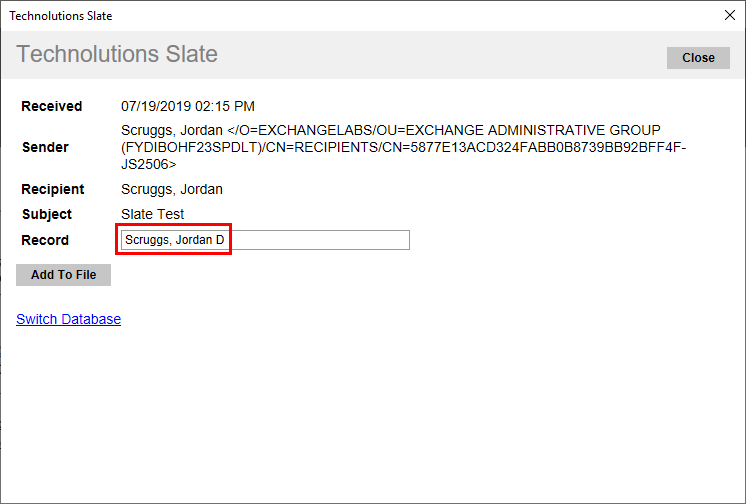 Technolutions Slate
Technolutions Slate
Close
Received 07/19/2019 02:15 PM
Scruggs, Jordan </O=EXCHANGELABS/OU=EXCHANGE ADMINISTRATIVE GROUP
Sender (FYDIBOHF23SPDLT)/CN=RECIPIENTS/CN=5877E13ACD324FABB0B8739BB92BFF4F-
JS2506>
Recipient Scruggs, Jordan
Subject Slate Test
Record Scruggs, Jordan D
Add To File
Switch Database